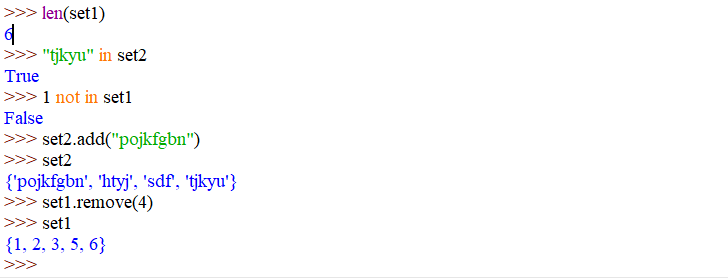 >>> len(set1)
6
>>> "tjkyu" in set2
True
>>> 1 not in set1
False
>>> set2.add("pojkfgbn")
>>> set2
{'pojkfgbn', 'htyj', 'sdf', 'tjkyu'}
>>> set1.remove(4)
>>> set1
{1, 2, 3, 5, 6}
>>>